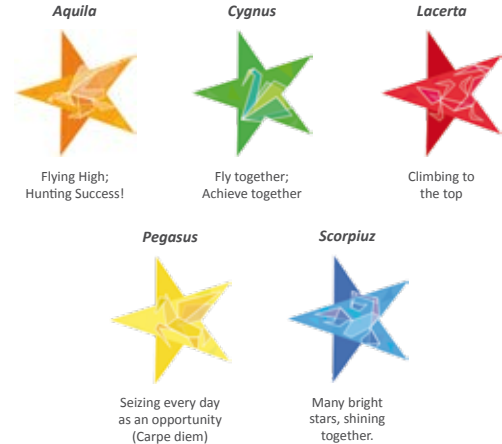 Aquila
Cygnus
Lacerta
Flying High;
Hunting Success!
Fly together;
Achieve together
Climbing to
the top
Pegasus
Scorpiuz
Seizing every day
as an opportunity
(Carpe diem)
Many bright
stars, shining
together.